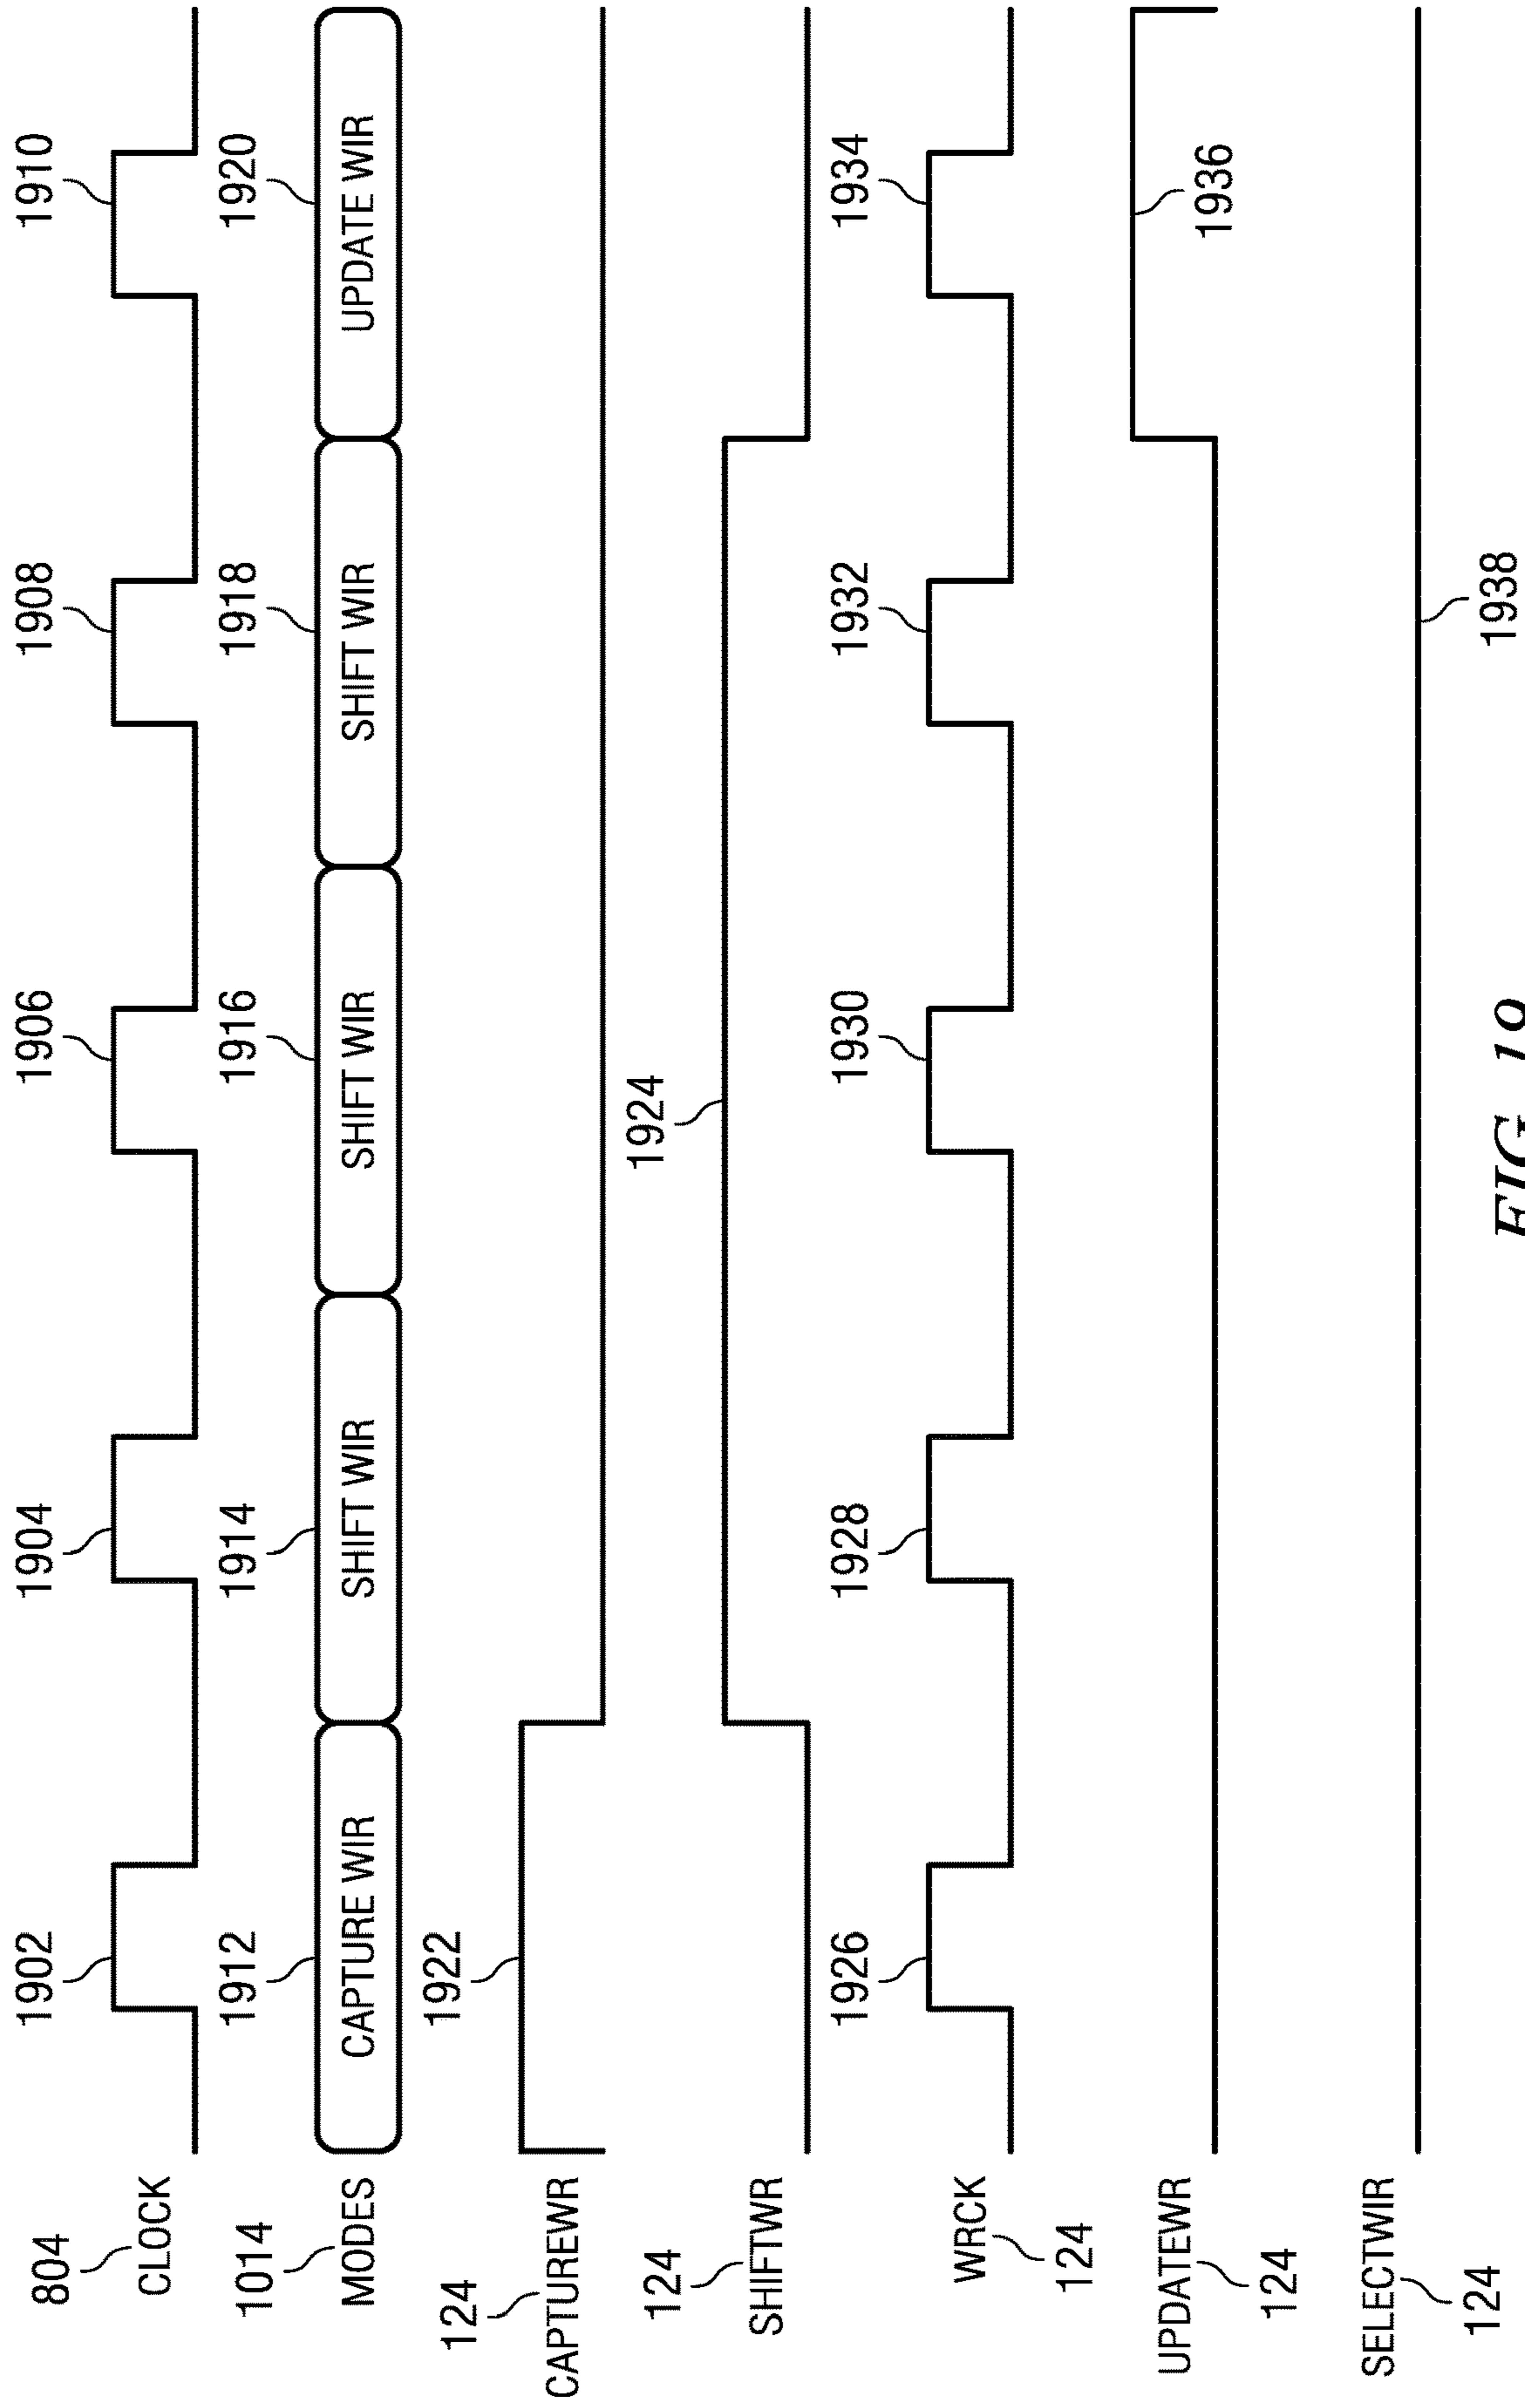 804 1902 1904 1906 1908 1910
CLOCK
1014 1912 1914 1916 1918 1920
MODES CAPTURE WIR SHIFT WIR SHIFT WIR SHIFT WIR UPDATE WIR
124 1922
CAPTUREWR
124 1924
SHIFTWR
1926 1928 1930 1932 1934
WRCK
124
UPDATEWR 1936
124
SELECTWIR
124 1938
FIG 19